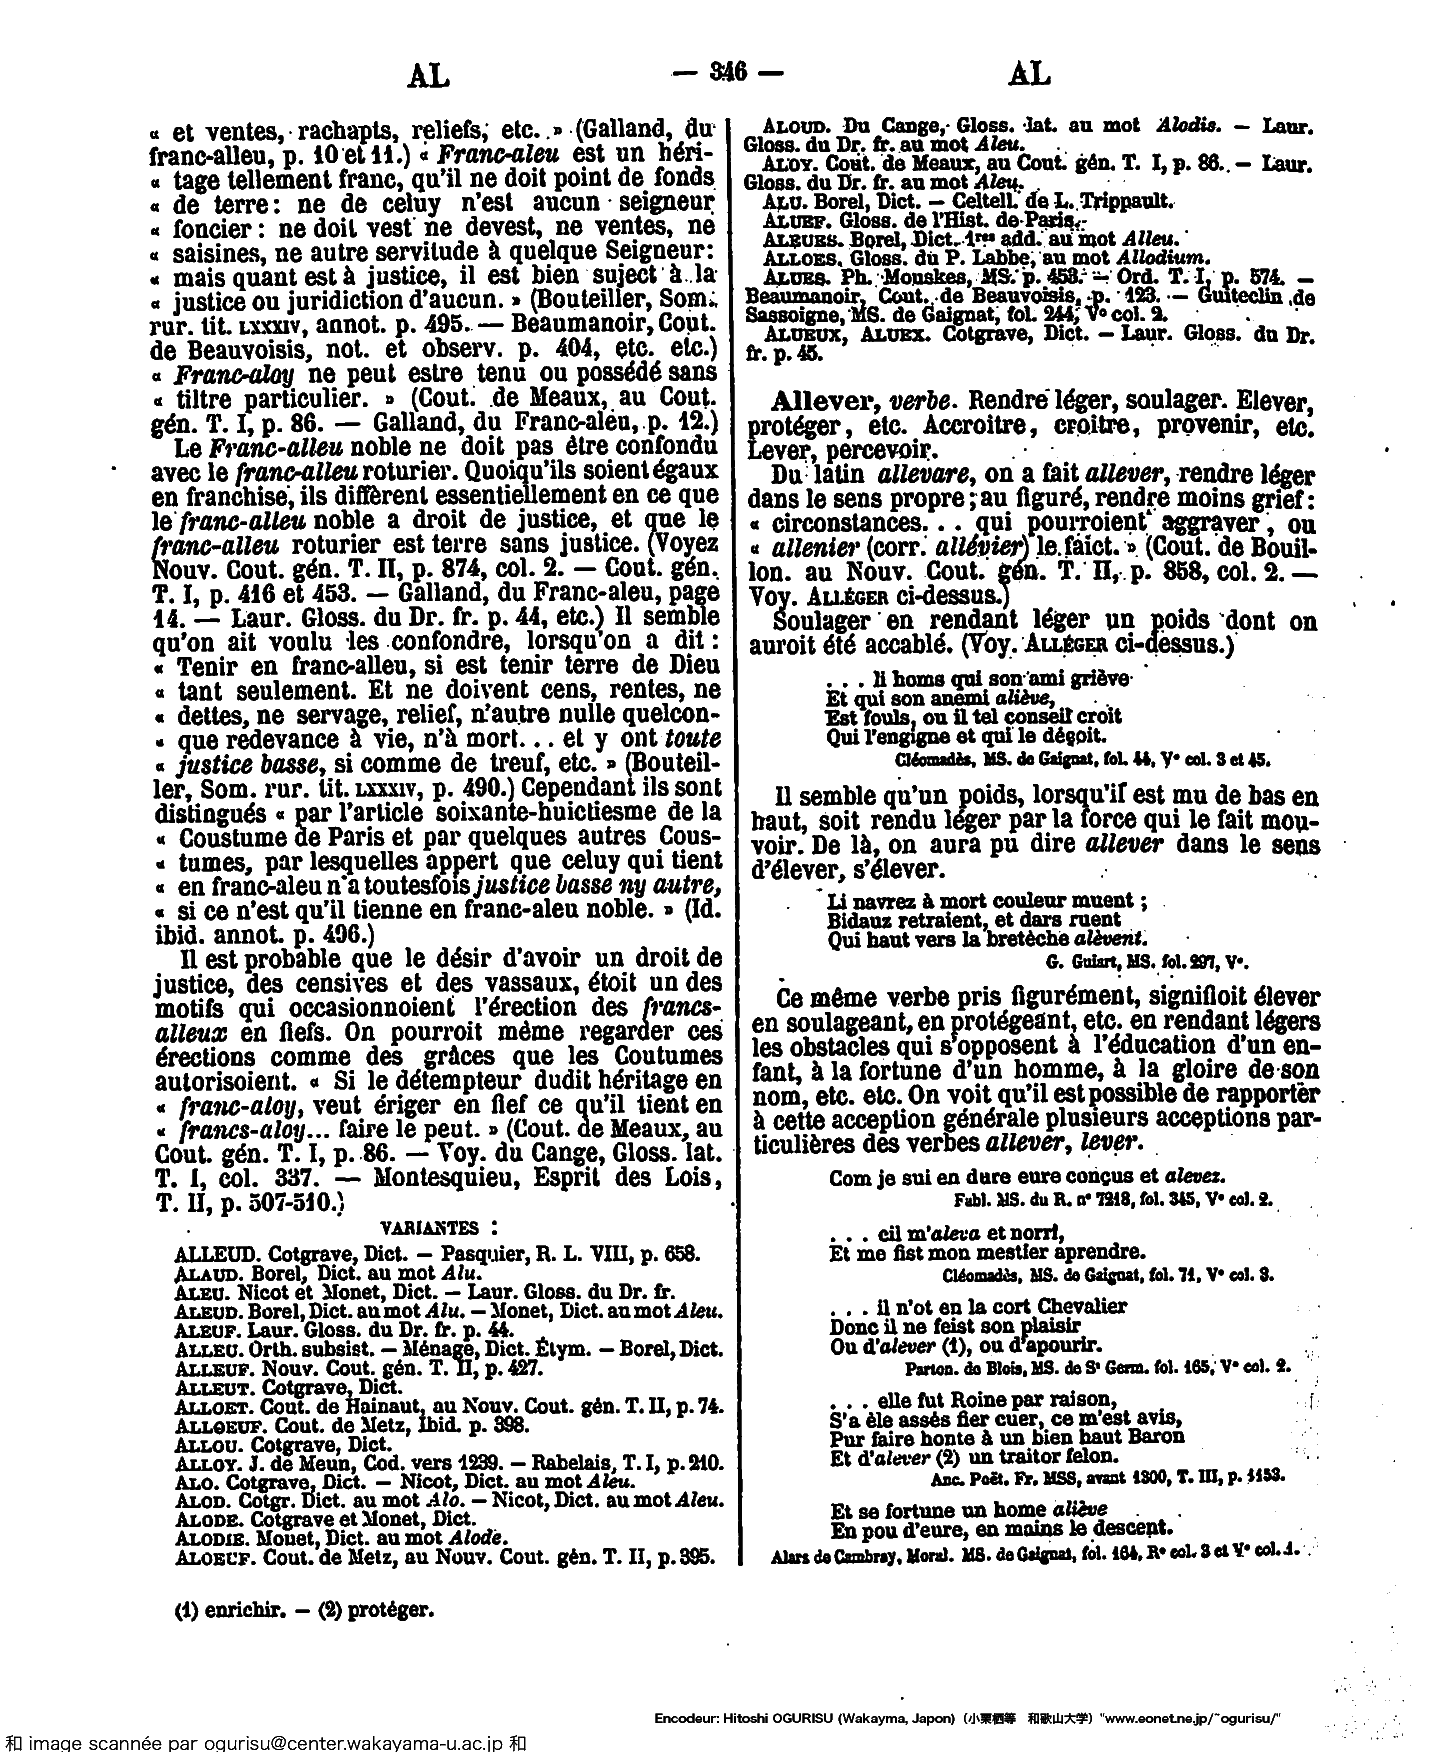 AL — 346 — AL
« et ventes, rachapts, reliefs, etc. » (Galland, du
franc-alleu, p. 10 et 11.) « Franc-aleu est un héri-
« tage tellement franc, qu'il ne doit point de fonds
« de terre : ne de celuy n'est aucun seigneur
« foncier : ne doit vest ne devest, ne ventes, ne
« saisines, ne autre servitude à quelque Seigneur :
« mais quant est à justice, il est bien suject à la
« justice ou juridiction d'aucun. » (Bouteiller, Som.
rur. tit. LXXXIV, annot. p. 495. — Beaumanoir, Cout.
de Beauvoisis, not. et observ. p. 404, etc. etc.)
« Franc-aloy ne peut estre tenu ou possédé sans
« tiltre particulier. » (Cout. de Meaux, au Cout.
gén. T. I, p. 86. — Galland, du Franc-aleu, p. 12.)
Le Franc-alleu noble ne doit pas être confondu
avec le franc-alleu roturier. Quoiqu'ils soient égaux
en franchise, ils diffèrent essentiellement en ce que
le franc-alleu noble a droit de justice, et que le
franc-alleu roturier est terre sans justice. (Voyez
Nouv. Cout. gén. T. II, p. 874, col. 2. — Cout. gén.
T. I, p. 416 et 453. — Galland, du Franc-aleu, page
14. — Laur. Gloss. du Dr. fr. p. 44, etc.) Il semble
qu'on ait voulu les confondre, lorsqu'on a dit :
« Tenir en franc-alleu, si est tenir terre de Dieu
« tant seulement. Et ne doivent cens, rentes, ne
« dettes, ne servage, relief, n'autre nulle quelcon-
« que redevance à vie, n'à mort... et y ont toute
« justice basse, si comme de treuf, etc. » (Bouteil-
ler, Som. rur. tit. LXXXIV, p. 490.) Cependant ils sont
distingués « par l'article soixante-huictiesme de la
« Coustume de Paris et par quelques autres Cous-
« tumes, par lesquelles appert que celuy qui tient
« en franc-aleu n'a toutesfois justice basse ny autre,
« si ce n'est qu'il tienne en franc-aleu noble. » (Id.
ibid. annot. p. 496.)
Il est probable que le désir d'avoir un droit de
justice, des censives et des vassaux, étoit un des
motifs qui occasionnoient l'érection des francs-
alleux en fiefs. On pourroit même regarder ces
érections comme des grâces que les Coutumes
autorisoient. « Si le détempteur dudit héritage en
« franc-aloy, veut ériger en fief ce qu'il tient en
« francs-aloy... faire le peut. » (Cout. de Meaux, au
Cout. gén. T. I, p. 86. — Voy. du Cange, Gloss. lat.
T. I, col. 337. — Montesquieu, Esprit des Lois,
T. II, p. 507-510.)
VARIANTES :
ALLEUD. Cotgrave, Dict. — Pasquier, R. L. VIII, p. 658.
ALAUD. Borel, Dict. au mot Alu.
ALEU. Nicot et Monet, Dict. — Laur. Gloss. du Dr. fr.
ALEUD. Borel, Dict. au mot Alu. — Monet, Dict. au mot Aleu.
ALEUF. Laur. Gloss. du Dr. fr. p. 44.
ALLEU. Orth. subsist. — Ménage, Dict. Étym. — Borel, Dict.
ALLEUF. Nouv. Cout. gén. T. II, p. 427.
ALLEUT. Cotgrave, Dict.
ALLOET. Cout. de Hainaut, au Nouv. Cout. gén. T. II, p. 74.
ALLOEUF. Cout. de Metz, Ibid. p. 398.
ALLOU. Cotgrave, Dict.
ALLOY. J. de Meun, Cod. vers 1239. — Rabelais, T. I, p. 210.
ALO. Cotgrave, Dict. — Nicot, Dict. au mot Aleu.
ALOD. Cotgr. Dict. au mot Alo. — Nicot, Dict. au mot Aleu.
ALODE. Cotgrave et Monet, Dict.
ALODIE. Monet, Dict. au mot Alode.
ALOEUF. Cout. de Metz, au Nouv. Cout. gén. T. II, p. 395.
ALOUD. Du Cange, Gloss. lat. au mot Alodis. — Laur.
Gloss. du Dr. fr. au mot Aleu.
ALOY. Cout. de Meaux, au Cout. gén. T. I, p. 86. — Laur.
Gloss. du Dr. fr. au mot Aleu.
ALU. Borel, Dict. — Celtell. de L. Trippault.
ALUEF. Gloss. de l'Hist. de Paris.
ALEUES. Borel, Dict. 1res add. au mot Alleu.
ALLOES. Gloss. du P. Labbe, au mot Allodium.
ALUES. Ph. Mouskes, MS. p. 453. — Ord. T. I, p. 574. —
Beaumanoir, Cout. de Beauvoisis, p. 123. — Guiteclin de
Sassoigne, MS. de Gaignat, fol. 244, Vo col. 2.
ALUEUX, ALUEX. Cotgrave, Dict. — Laur. Gloss. du Dr.
fr. p. 45.
Allever, verbe. Rendre léger, soulager. Elever,
protéger, etc. Accroitre, croitre, provenir, etc.
Lever, percevoir.
Du latin allevare, on a fait allever, rendre léger
dans le sens propre ; au figuré, rendre moins grief :
« circonstances... qui pourroient aggraver, ou
« allenier (corr. allévier) le faict. » (Cout. de Bouil-
lon. au Nouv. Cout. gén. T. II, p. 858, col. 2. —
Voy. ALLÉGER ci-dessus.)
Soulager en rendant léger un poids dont on
auroit été accablé. (Voy. ALLÉGER ci-dessus.)
... li homs qui son ami griève
Et qui son anemi aliève,
Est fouls, ou il tel conseil croit
Qui l'engigne et qui le déçoit.
Cléomadès, MS. de Gaignat, fol. 44, Vo col. 3 et 45.
Il semble qu'un poids, lorsqu'il est mu de bas en
haut, soit rendu léger par la force qui le fait mou-
voir. De là, on aura pu dire allever dans le sens
d'élever, s'élever.
Li navrez à mort couleur muent ;
Bidauz retraient, et dars ruent
Qui haut vers la bretèche alèvent.
G. Guiart, MS. fol. 297, Vo.
Ce même verbe pris figurément, signifioit élever
en soulageant, en protégeant, etc. en rendant légers
les obstacles qui s'opposent à l'éducation d'un en-
fant, à la fortune d'un homme, à la gloire de son
nom, etc. etc. On voit qu'il est possible de rapporter
à cette acception générale plusieurs acceptions par-
ticulières des verbes allever, lever.
Com je sui en dure eure conçus et alevez.
Fabl. MS. du R. no 7218, fol. 345, Vo col. 2.
... cil m'aleva et norri,
Et me fist mon mestier aprendre.
Cléomadès, MS. de Gaignat, fol. 71, Vo col. 3.
... il n'ot en la cort Chevalier
Donc il ne feist son plaisir
Ou d'alever (1), ou d'apourir.
Parton. de Blois, MS. de St Germ. fol. 165, Vo col. 2.
... elle fut Roine par raison,
S'a èle assés fier cuer, ce m'est avis,
Pur faire honte à un bien haut Baron
Et d'alever (2) un traitor felon.
Anc. Poët. Fr. MSS, avant 1300, T. III, p. 1153.
Et se fortune un home aliève
En pou d'eure, en mains le descent.
Alars de Cambray, Moral. MS. de Gaignat, fol. 164, Ro col. 3 et Vo col. 1.
(1) enrichir. — (2) protéger.
Encodeur: Hitoshi OGURISU (Wakayma, Japon) (小栗栖等 和歌山大学) "www.eonet.ne.jp/~ogurisu/"
和 image scannée par ogurisu@center.wakayama-u.ac.jp 和